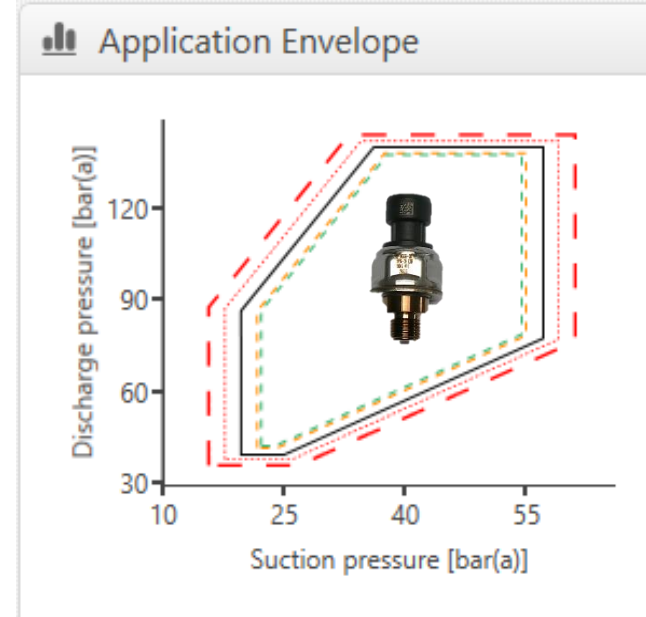 Application Envelope
Discharge pressure [bar(a)]
120
90
60
30
10 25 40 55
Suction pressure [bar(a)]